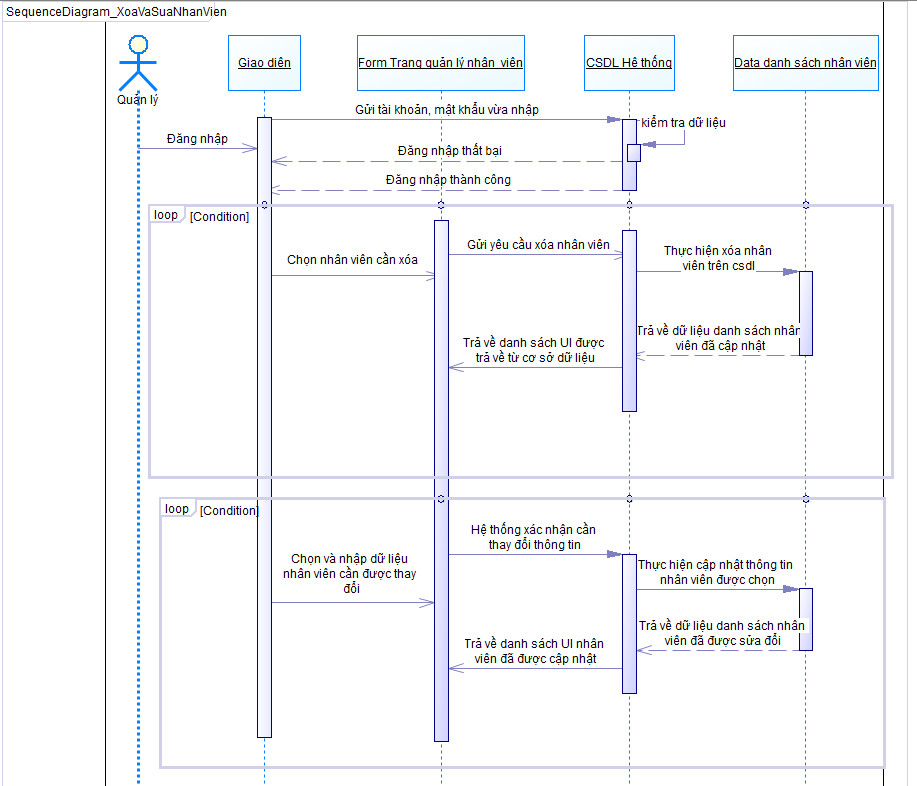 SequenceDiagram_XoaVaSuaNhanVien
Quản lý
Giao diện
Form Trang quản lý nhân viên
CSDL Hệ thống
Data danh sách nhân viên
Gửi tài khoản, mật khẩu vừa nhập
kiểm tra dữ liệu
Đăng nhập
Đăng nhập thất bại
Đăng nhập thành công
loop
[Condition]
Gửi yêu cầu xóa nhân viên
Chọn nhân viên cần xóa
Thực hiện xóa nhân
viên trên csdl
Trả về dữ liệu danh sách nhân
viên đã cập nhật
Trả về danh sách UI được
trả về từ cơ sở dữ liệu
loop
[Condition]
Hệ thống xác nhận cần
thay đổi thông tin
Chọn và nhập dữ liệu
nhân viên cần được thay
đổi
Thực hiện cập nhật thông tin
nhân viên được chọn
Trả về dữ liệu danh sách nhân
viên đã được sửa đổi
Trả về danh sách UI nhân
viên đã được cập nhật